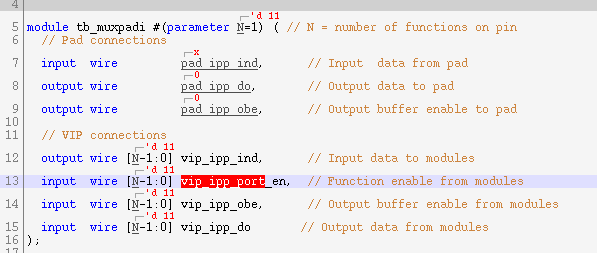 4
'd 11
5 module tb_muxpadi #(parameter N=1) ( // N = number of functions on pin
6 // Pad connections
x
7 input wire pad_ipp_ind, // Input data from pad
0
8 output wire pad_ipp_do, // Output data to pad
0
9 output wire pad_ipp_obe, // Output buffer enable to pad
10
11 // VIP connections
'd 11
12 output wire [N-1:0] vip_ipp_ind, // Input data to modules
'd 11
13 input wire [N-1:0] vip_ipp_port_en, // Function enable from modules
'd 11
14 input wire [N-1:0] vip_ipp_obe, // Output buffer enable from modules
'd 11
15 input wire [N-1:0] vip_ipp_do // Output data from modules
16 );
17